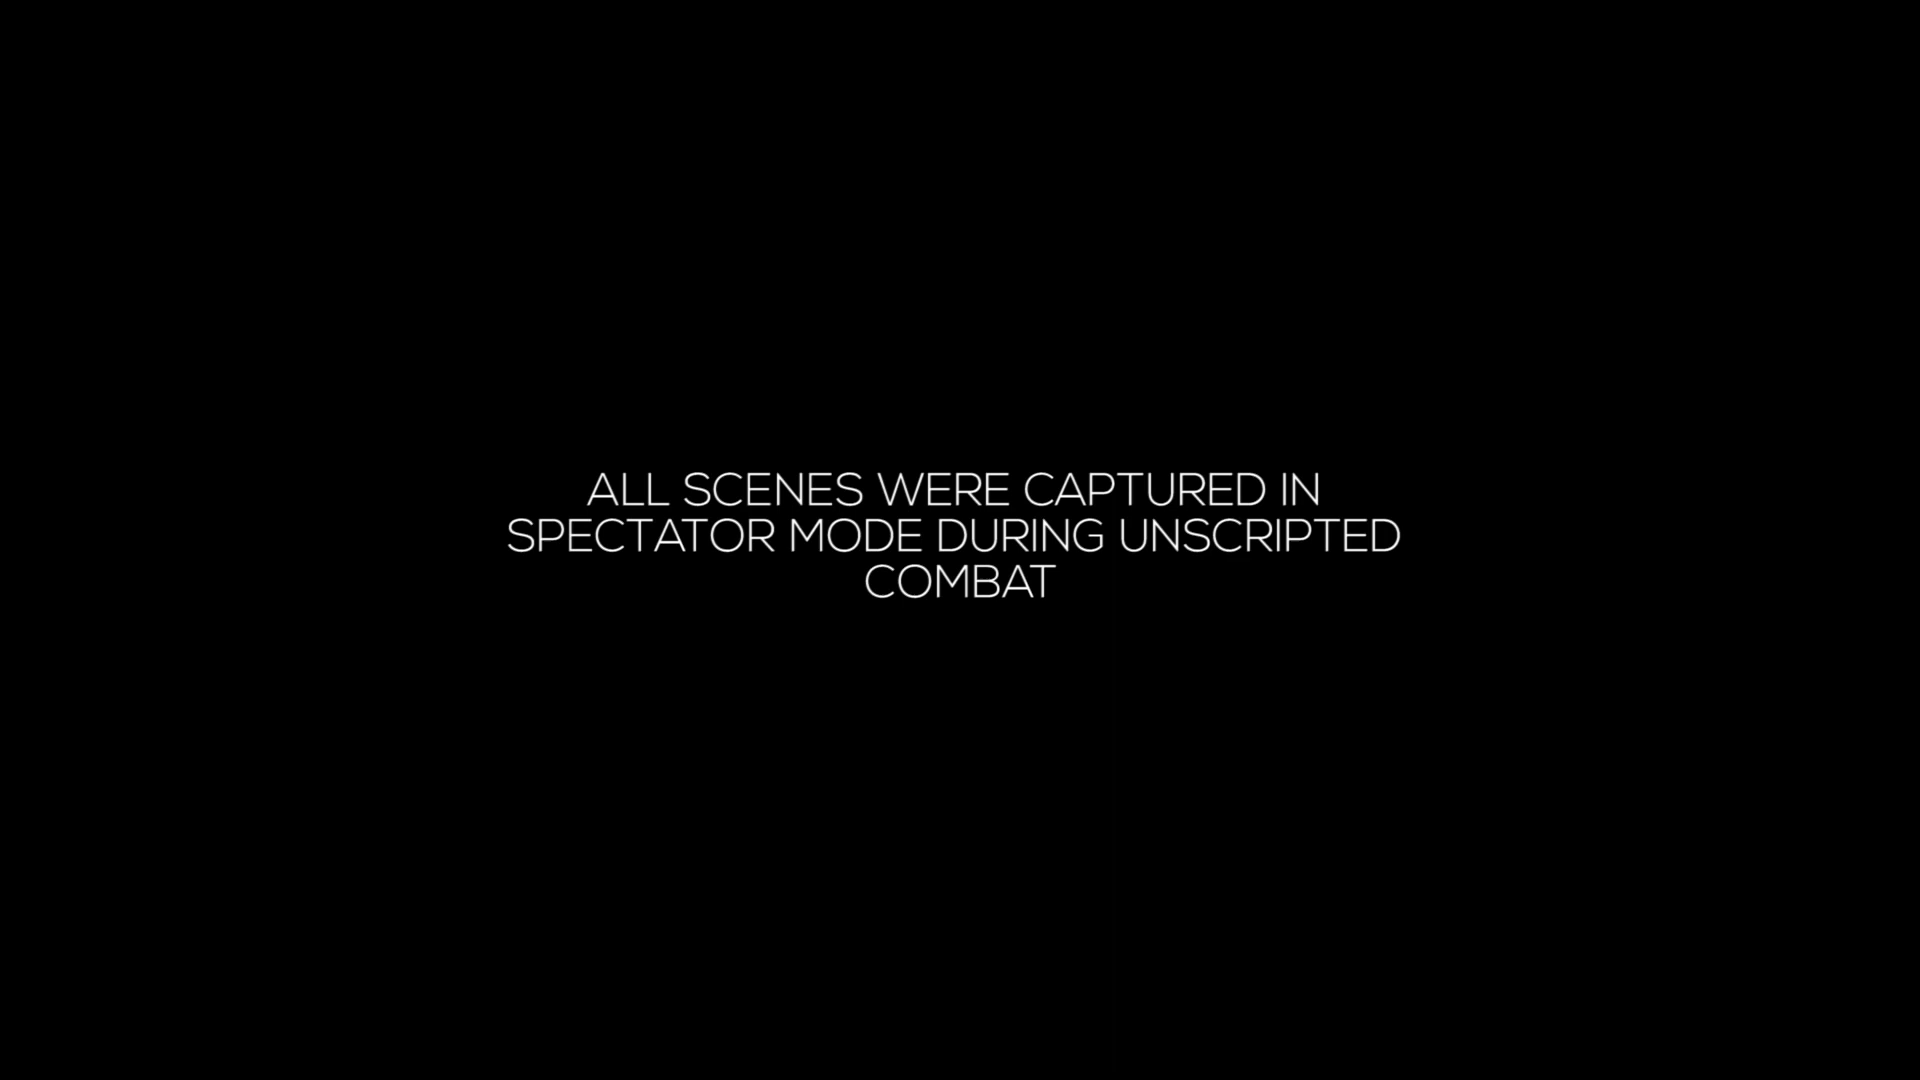 ALL SCENES WERE CAPTURED IN
SPECTATOR MODE DURING UNSCRIPTED
COMBAT